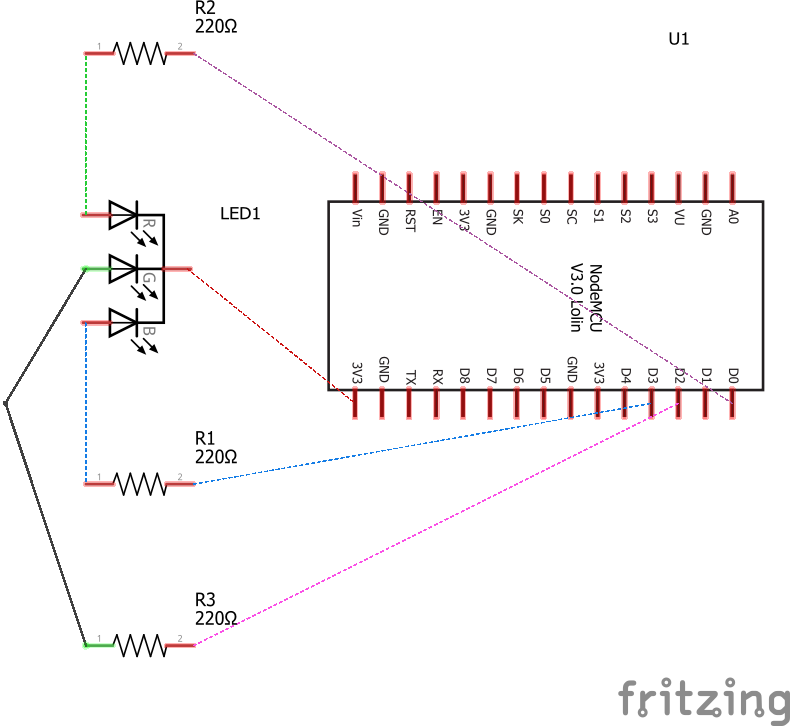 R2
220Ω
U1
1
2
Vin
GND
RST
EN
3V3
GND
SK
S0
SC
S1
S2
S3
VU
GND
A0
LED1
R
G
B
NodeMCU
V3.0 Lolin
3V3
GND
TX
RX
D8
D7
D6
D5
GND
3V3
D4
D3
D2
D1
D0
R1
220Ω
1
2
R3
220Ω
1
2
fritzing